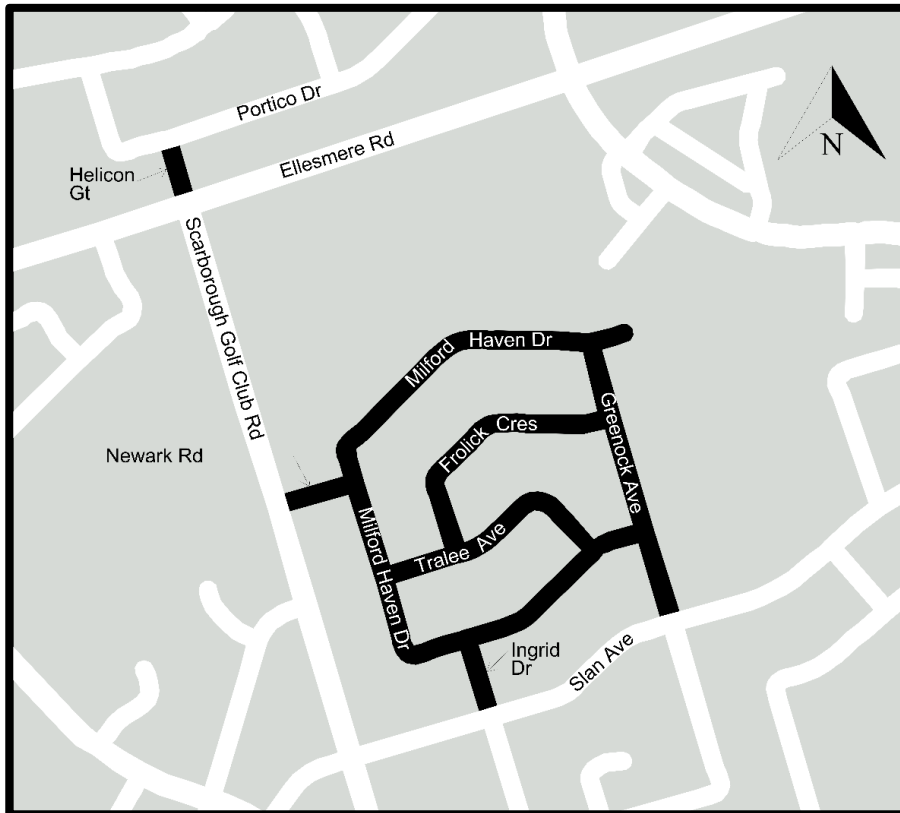 Portico Dr
Ellesmere Rd
N
Helicon
Gt
Scarborough Golf Club Rd
Milford Haven Dr
Greenock Ave
Frolick Cres
Newark Rd
Milford Haven Dr
Tralee Ave
Ingrid
Dr
Slan Ave